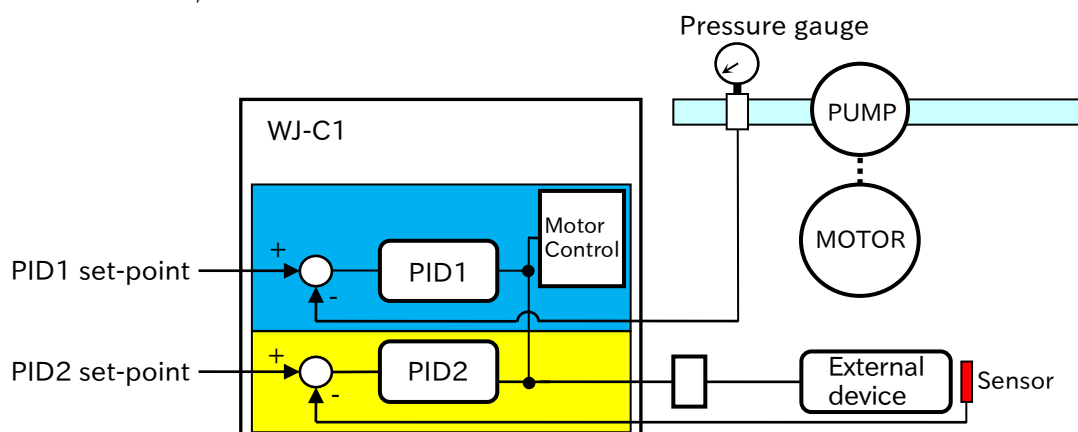 Pressure gauge
WJ-C1
PUMP
Motor
Control
MOTOR
+
PID1 set-point
PID1
-
+
PID2 set-point
PID2
-
External
device
Sensor